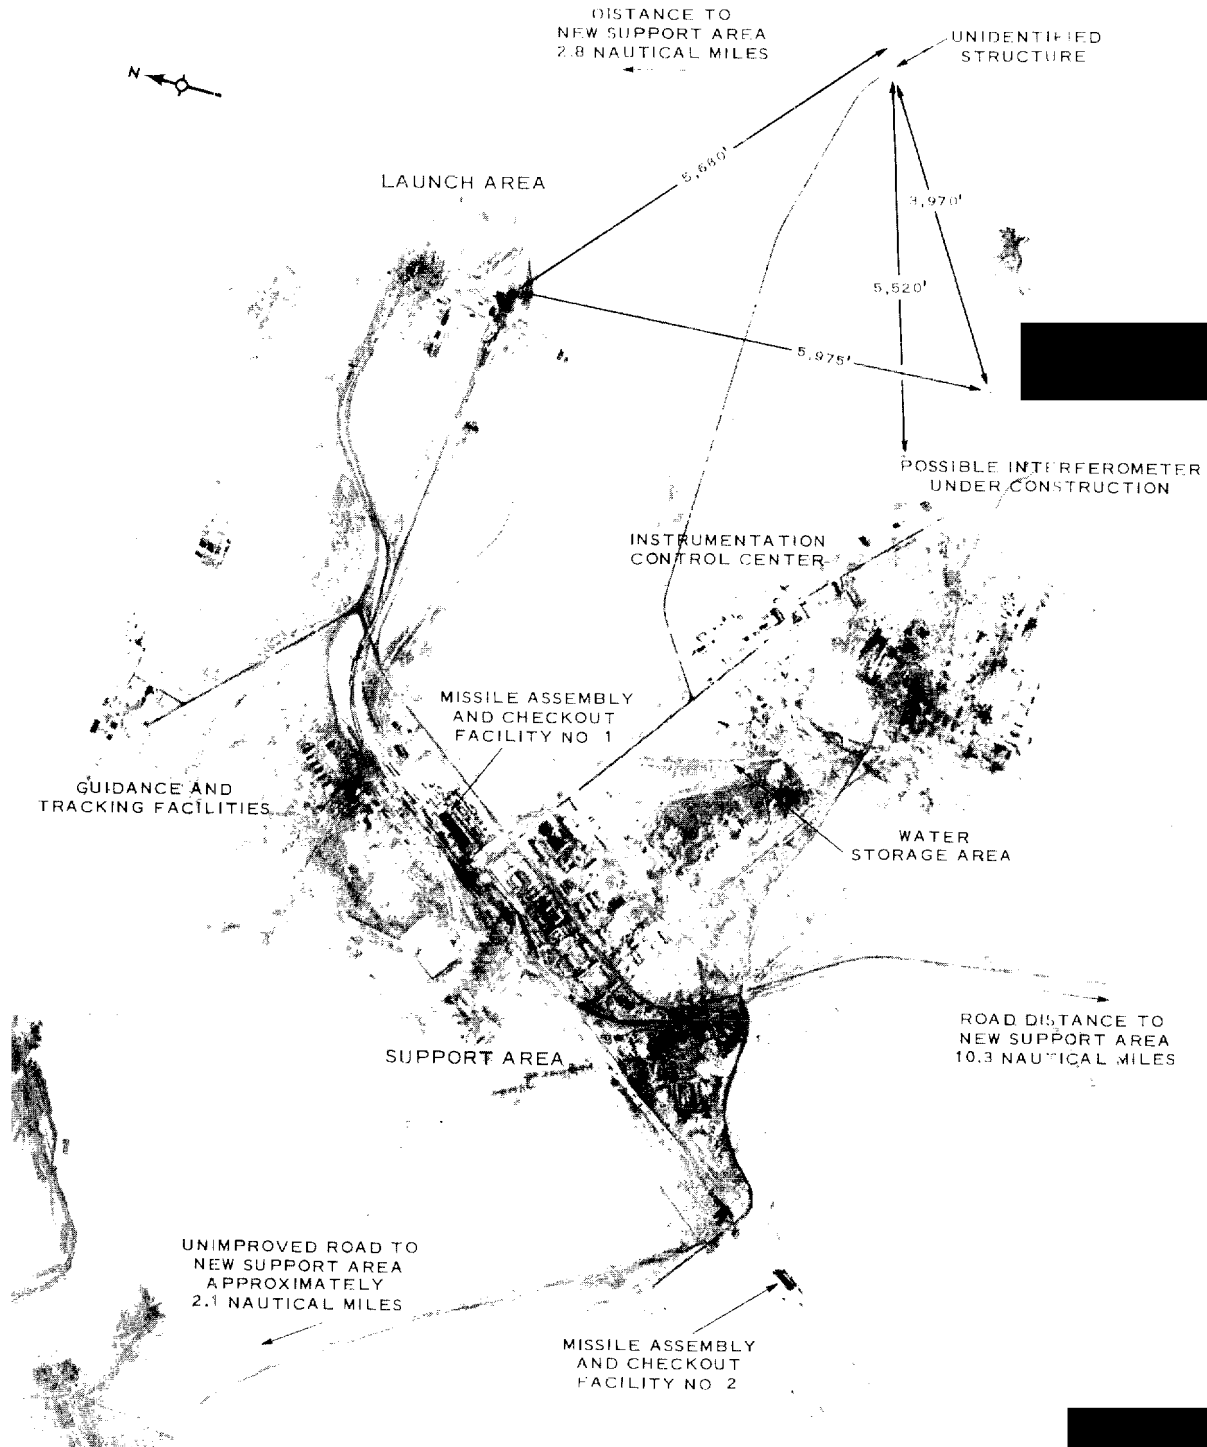 DISTANCE TO
NEW SUPPORT AREA
2.8 NAUTICAL MILES
UNIDENTIFIED
STRUCTURE
N
5,680'
LAUNCH AREA
3,970'
5,520'
5,975'
POSSIBLE INTERFEROMETER
UNDER CONSTRUCTION
INSTRUMENTATION
CONTROL CENTER
MISSILE ASSEMBLY
AND CHECKOUT
FACILITY NO 1
GUIDANCE AND
TRACKING FACILITIES
WATER
STORAGE AREA
ROAD DISTANCE TO
NEW SUPPORT AREA
10.3 NAUTICAL MILES
SUPPORT AREA
UNIMPROVED ROAD TO
NEW SUPPORT AREA
APPROXIMATELY
2.1 NAUTICAL MILES
MISSILE ASSEMBLY
AND CHECKOUT
FACILITY NO 2